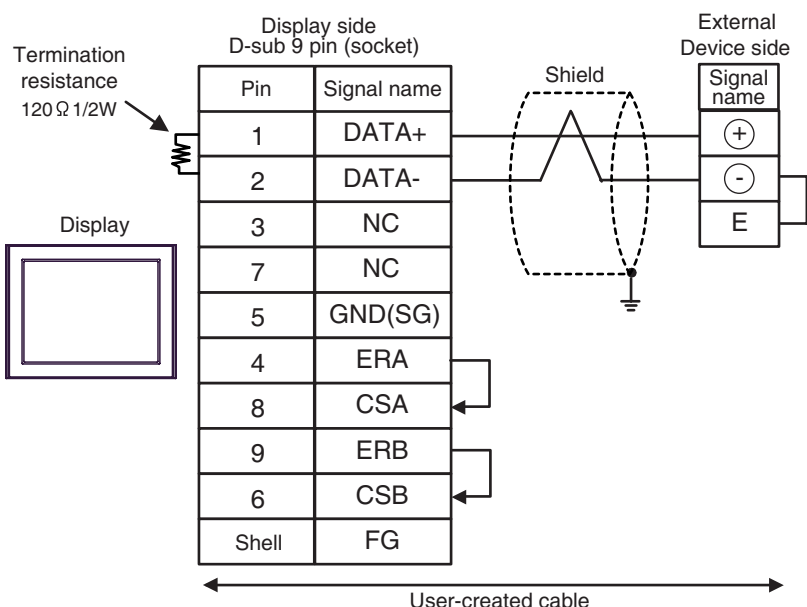 Display side
D-sub 9 pin (socket)
External
Device side
Termination
resistance
120Ω 1/2W
Shield
Pin Signal name
Signal
name
1 DATA+
+
2 DATA-
-
3 NC
E
Display
7 NC
5 GND(SG)
4 ERA
8 CSA
9 ERB
6 CSB
Shell FG
User-created cable